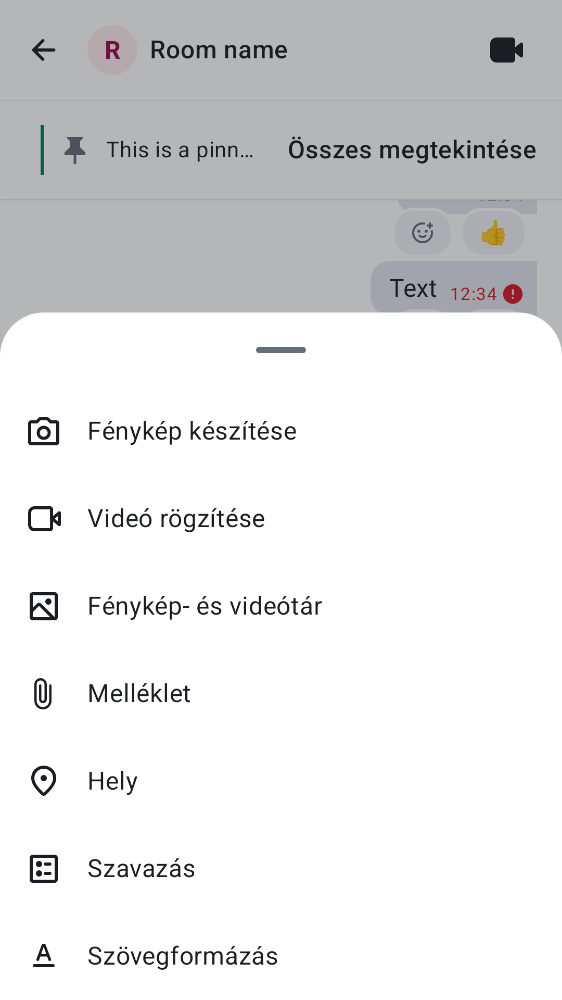 R Room name
This is a pinn… Összes megtekintése
Text 12:34
Fénykép készítése
Videó rögzítése
Fénykép- és videótár
Melléklet
Hely
Szavazás
Szövegformázás